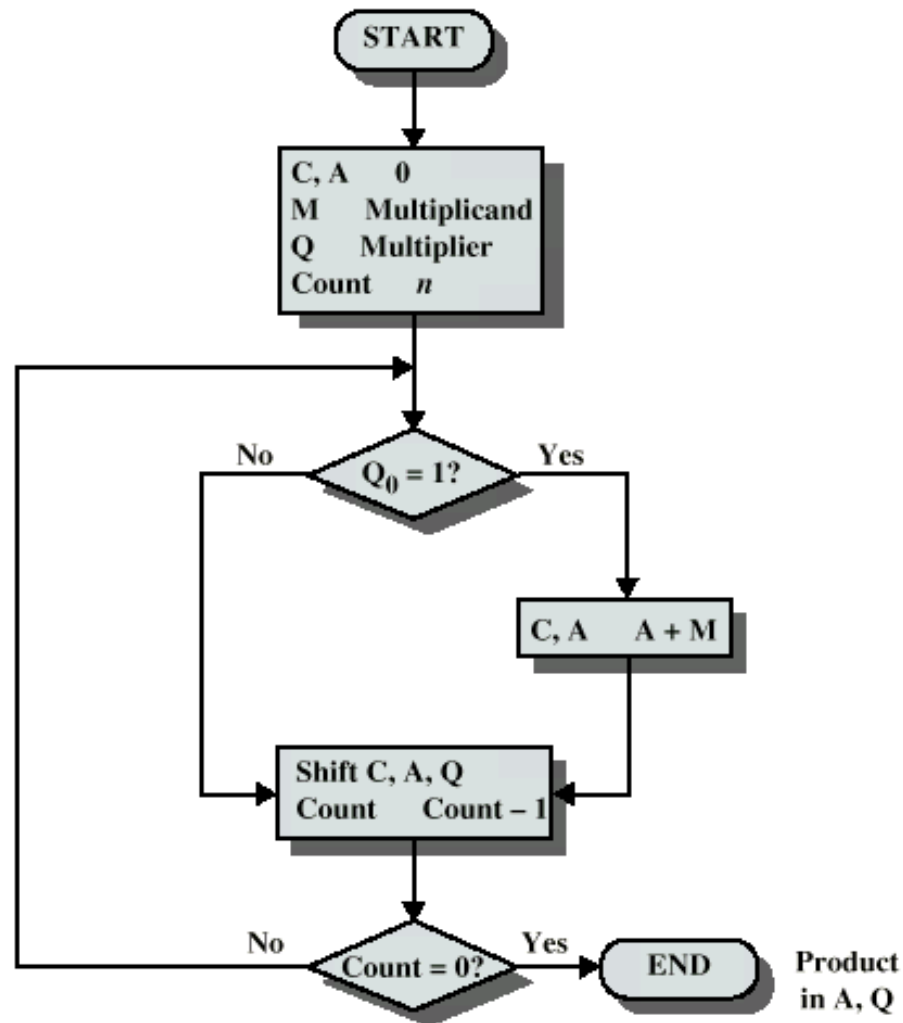 START
C, A 0
M Multiplicand
Q Multiplier
Count n
No
Q₀ = 1?
Yes
C, A A + M
Shift C, A, Q
Count Count – 1
No
Count = 0?
Yes
END
Product
in A, Q